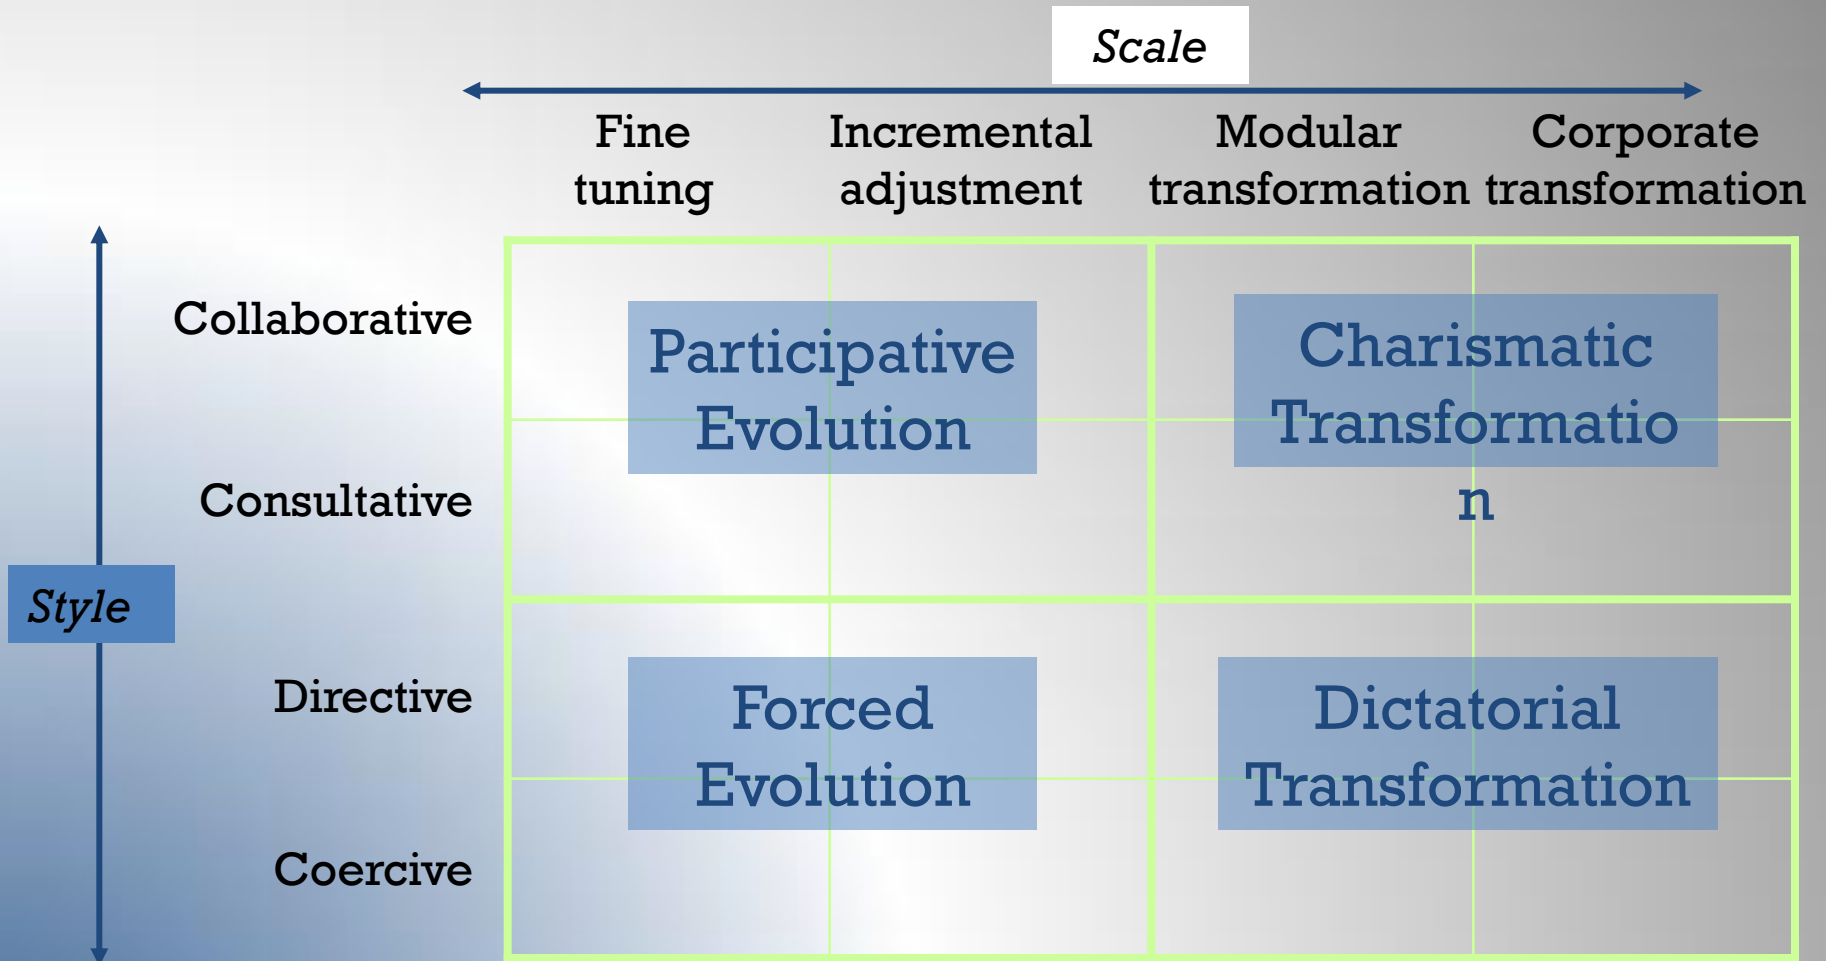 Scale
Fine
tuning
Incremental
adjustment
Modular
transformation
Corporate
transformation
Style
Collaborative
Consultative
Directive
Coercive
Participative
Evolution
Charismatic
Transformatio
n
Forced
Evolution
Dictatorial
Transformation